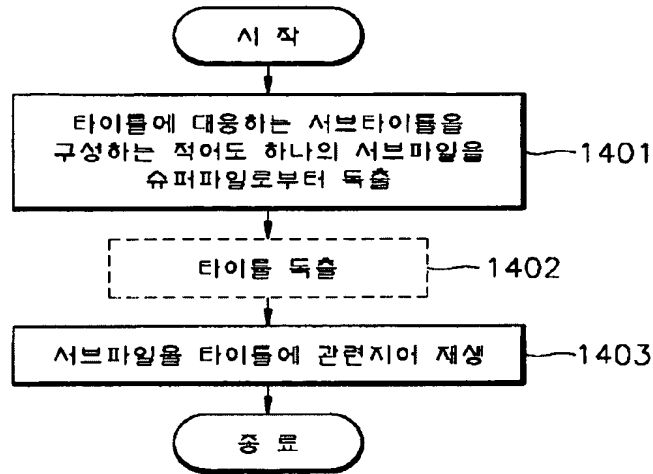 시 작
타이틀에 대응하는 서브타이틀을
구성하는 적어도 하나의 서브파일을
슈퍼파일로부터 독출
1401
타이틀 독출
1402
서브파일을 타이틀에 관련지어 재생
1403
종 료